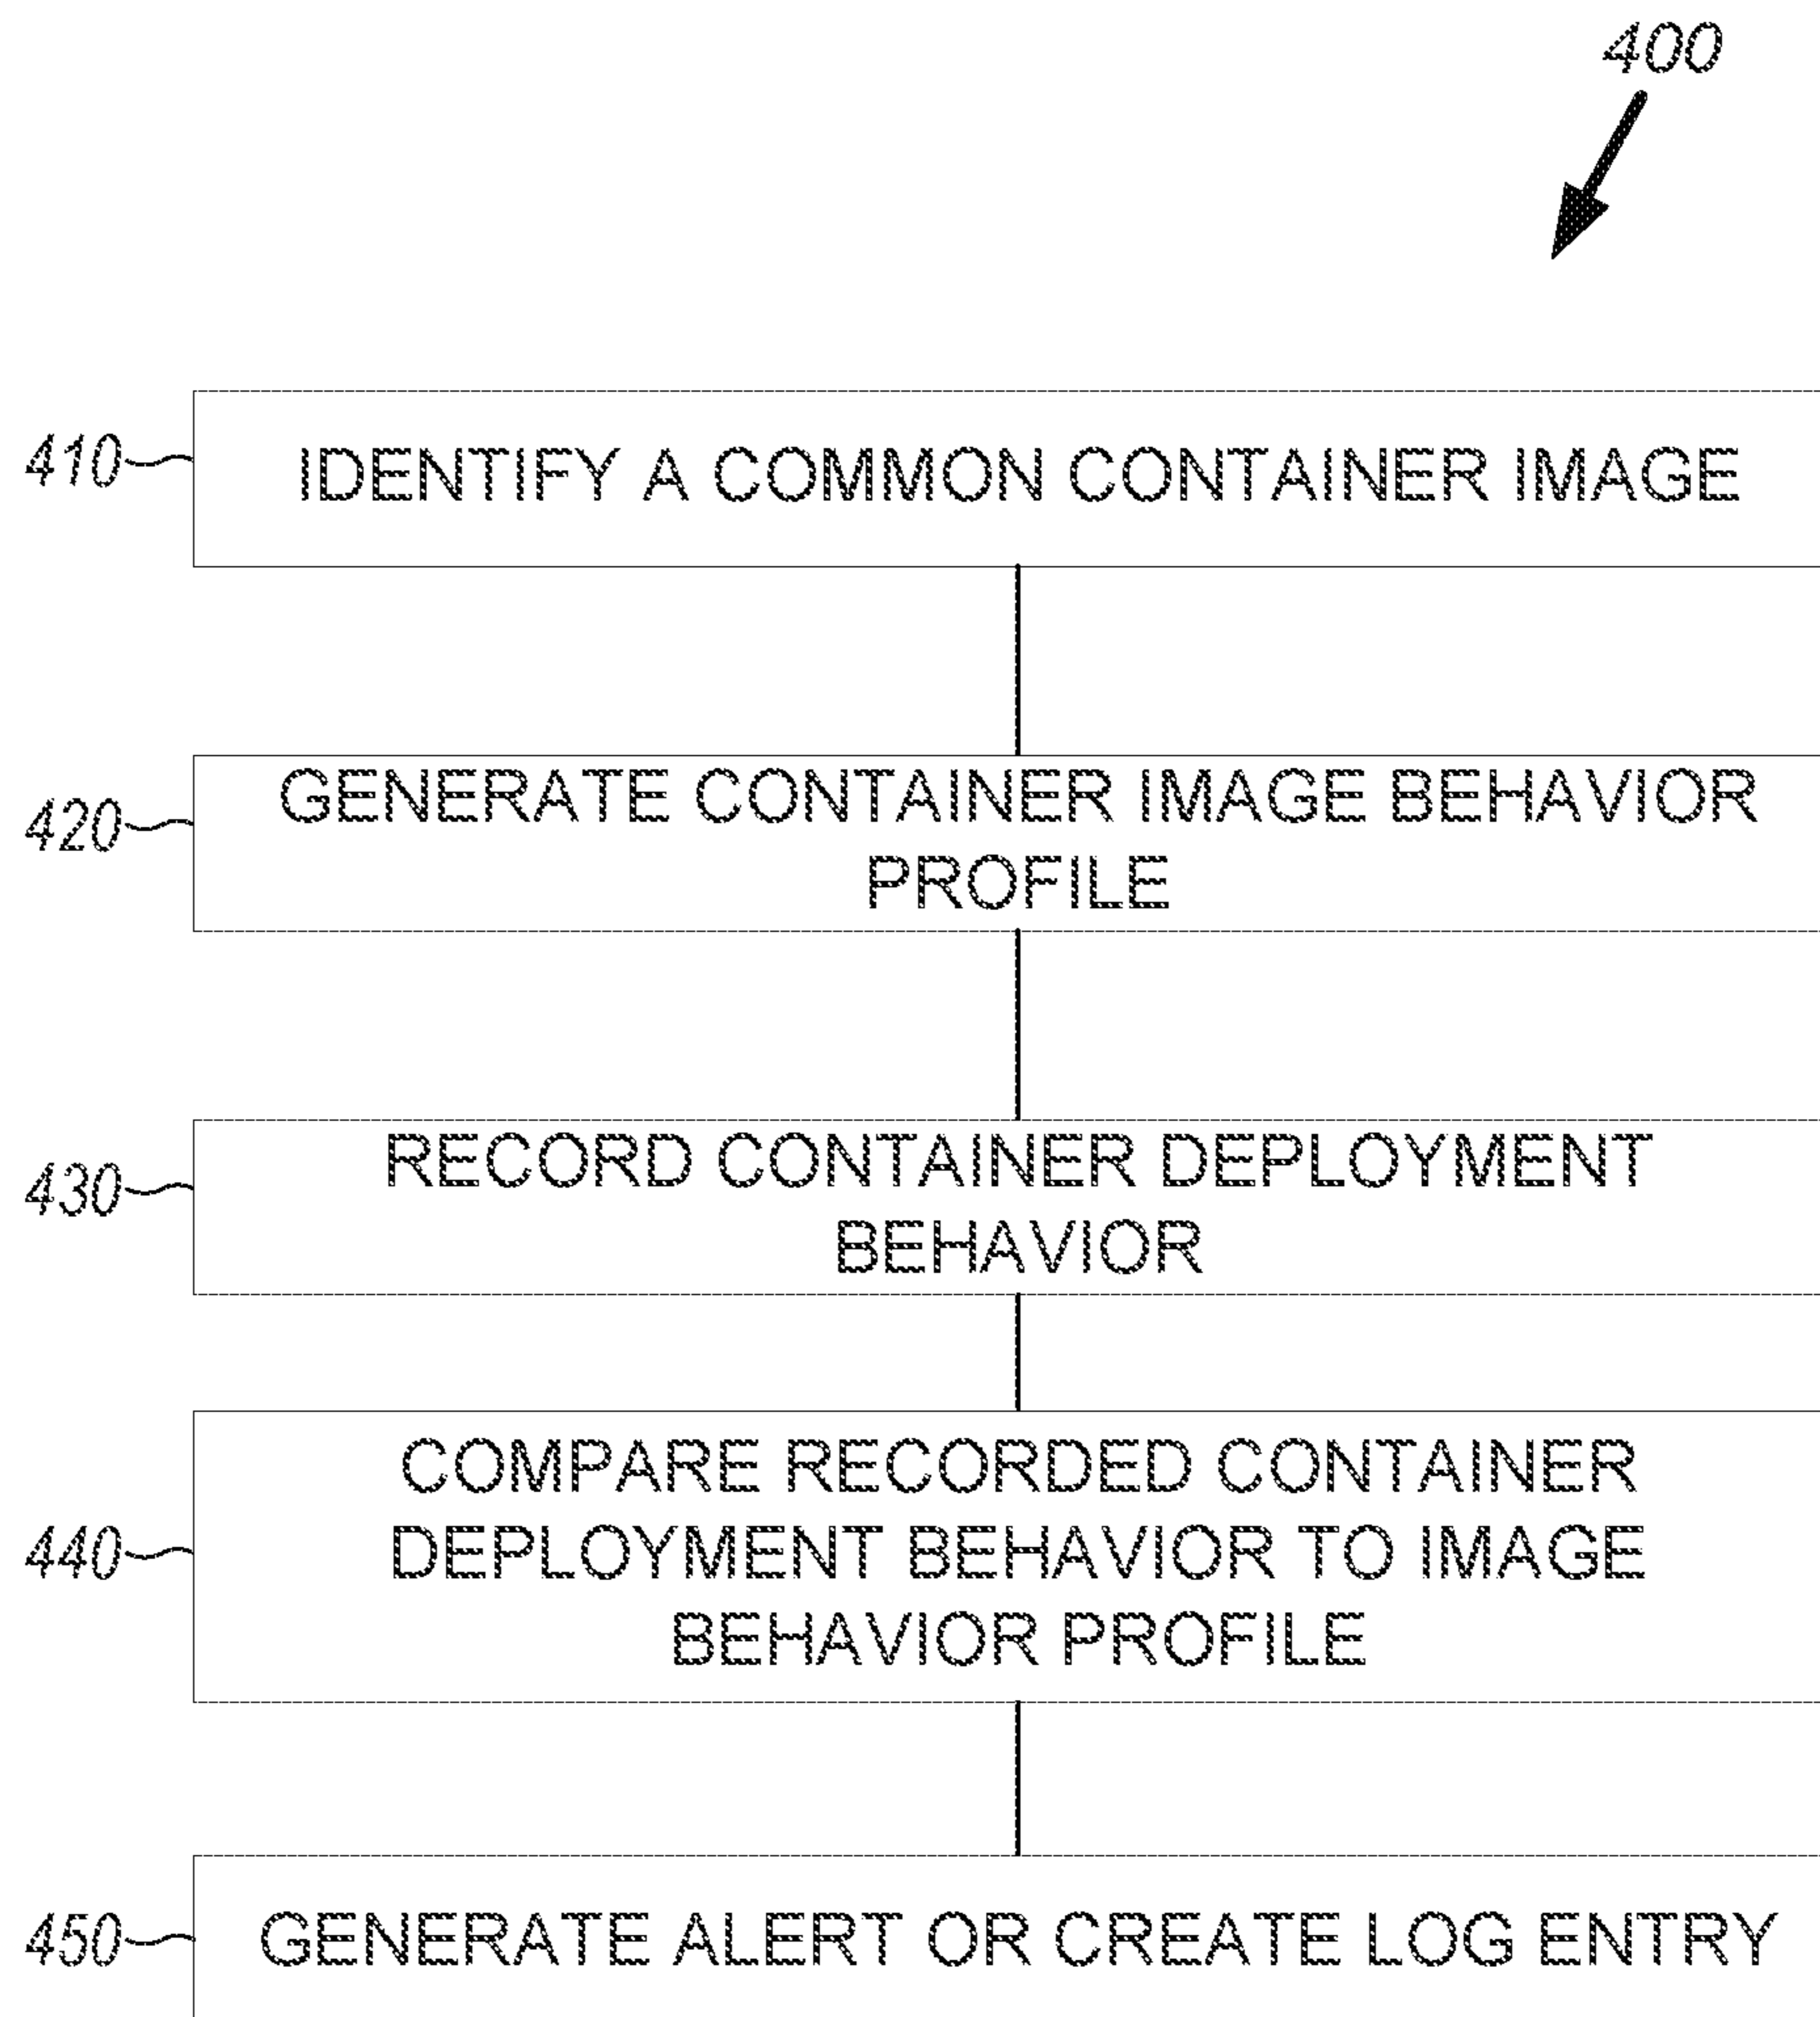 400
410
IDENTIFY A COMMON CONTAINER IMAGE
420
GENERATE CONTAINER IMAGE BEHAVIOR
PROFILE
430
RECORD CONTAINER DEPLOYMENT
BEHAVIOR
440
COMPARE RECORDED CONTAINER
DEPLOYMENT BEHAVIOR TO IMAGE
BEHAVIOR PROFILE
450
GENERATE ALERT OR CREATE LOG ENTRY